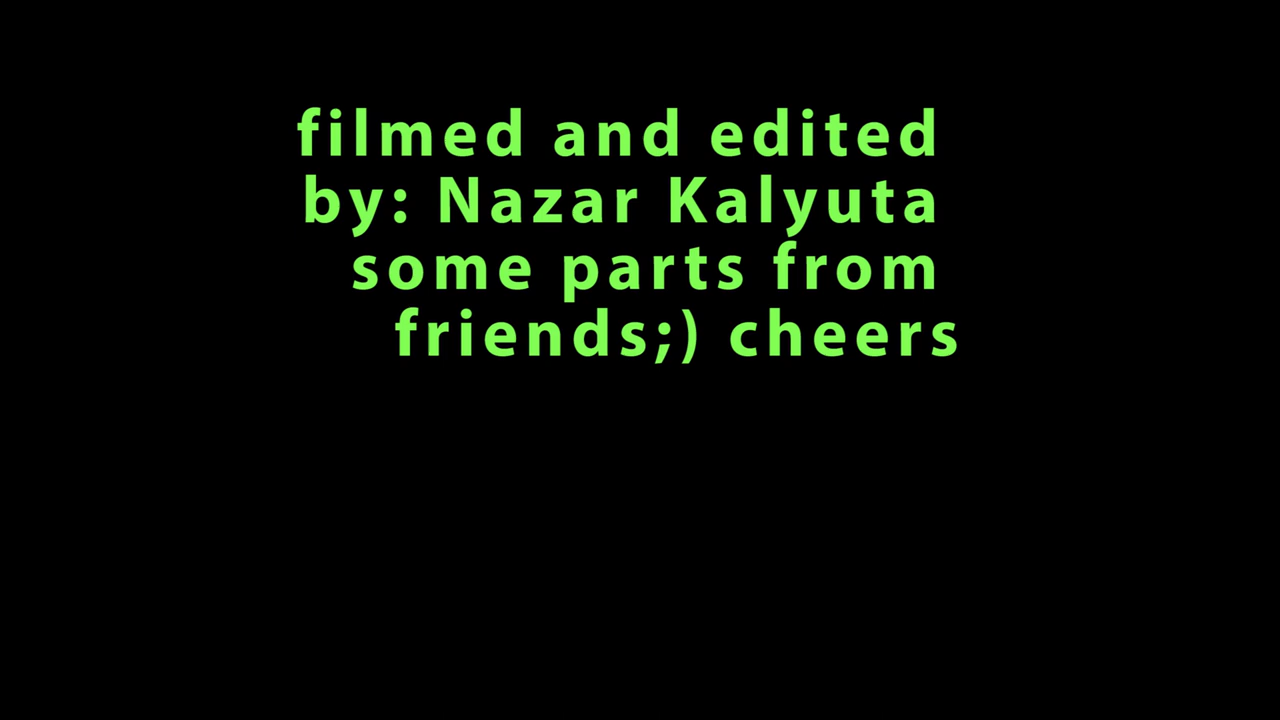 filmed and edited
by: Nazar Kalyuta
some parts from
friends;) cheers